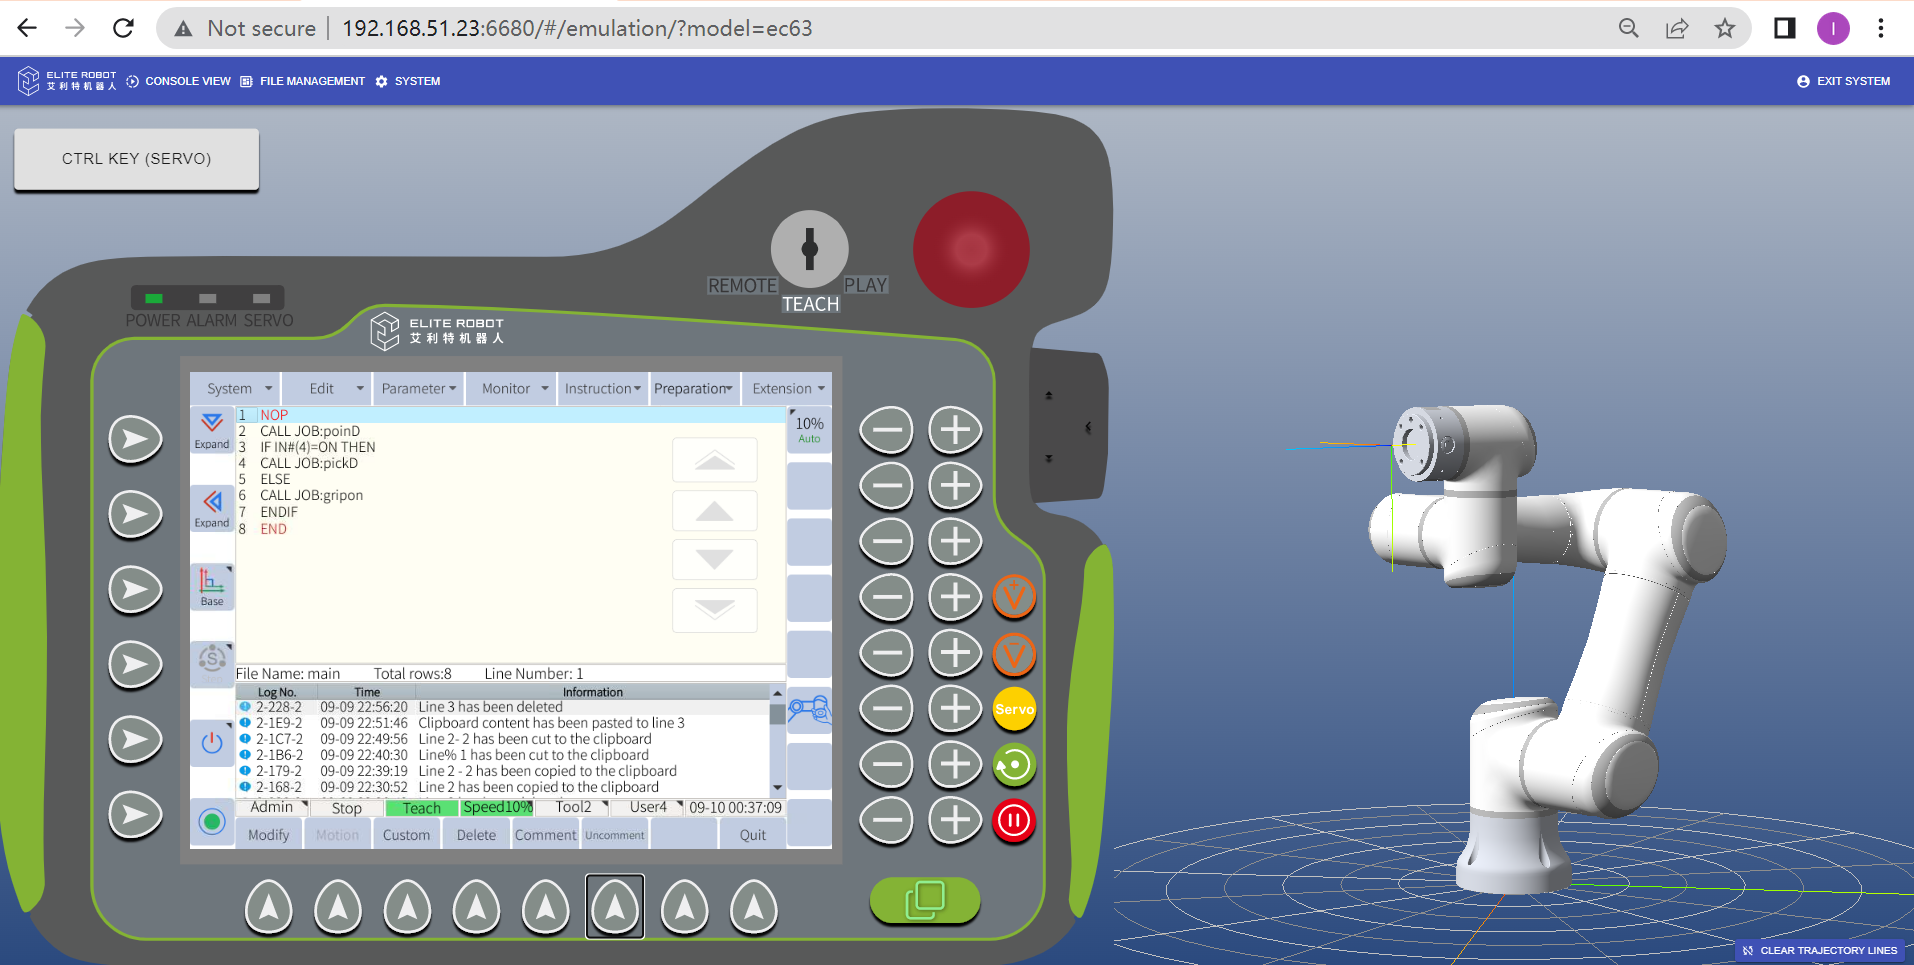 Not secure | 192.168.51.23:6680/#/emulation/?model=ec63
I
ELITE ROBOT
艾利特机器人
CONSOLE VIEW
FILE MANAGEMENT
SYSTEM
EXIT SYSTEM
CTRL KEY (SERVO)
REMOTE
PLAY
TEACH
POWER ALARM SERVO
ELITE ROBOT
艾利特机器人
System Edit Parameter Monitor Instruction Preparation Extension
Expand
Expand
Base
S
1 NOP
2 CALL JOB:poinD
3 IF IN#(4)=ON THEN
4 CALL JOB:pickD
5 ELSE
6 CALL JOB:gripon
7 ENDIF
8 END
10%
Auto
File Name: main Total rows:8 Line Number: 1
Log No. Time Information
2-228-2 09-09 22:56:20 Line 3 has been deleted
2-1E9-2 09-09 22:51:46 Clipboard content has been pasted to line 3
2-1C7-2 09-09 22:49:56 Line 2- 2 has been cut to the clipboard
2-1B6-2 09-09 22:40:30 Line% 1 has been cut to the clipboard
2-179-2 09-09 22:39:19 Line 2 - 2 has been copied to the clipboard
2-168-2 09-09 22:30:52 Line 2 has been copied to the clipboard
Admin Stop Teach Speed10% Tool2 User4 09-10 00:37:09
Modify Motion Custom Delete Comment Uncomment Quit
V+
V-
Servo
CLEAR TRAJECTORY LINES